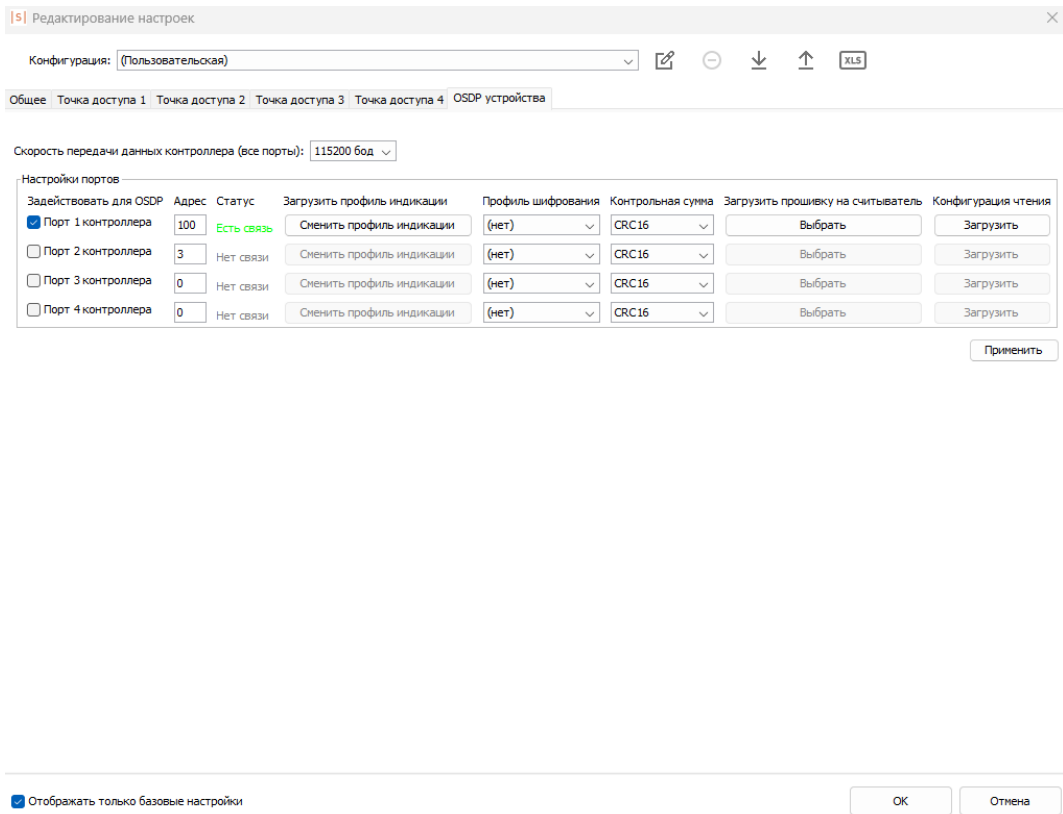 |S| Редактирование настроек
Конфигурация: (Пользовательская) XLS
Общее Точка доступа 1 Точка доступа 2 Точка доступа 3 Точка доступа 4 OSDP устройства
Скорость передачи данных контроллера (все порты): 115200 бод
Настройки портов
Задействовать для OSDP Адрес Статус Загрузить профиль индикации Профиль шифрования Контрольная сумма Загрузить прошивку на считыватель Конфигурация чтения
Порт 1 контроллера 100 Есть связь Сменить профиль индикации (нет) CRC16 Выбрать Загрузить
Порт 2 контроллера 3 Нет связи Сменить профиль индикации (нет) CRC16 Выбрать Загрузить
Порт 3 контроллера 0 Нет связи Сменить профиль индикации (нет) CRC16 Выбрать Загрузить
Порт 4 контроллера 0 Нет связи Сменить профиль индикации (нет) CRC16 Выбрать Загрузить
Применить
Отображать только базовые настройки OK Отмена